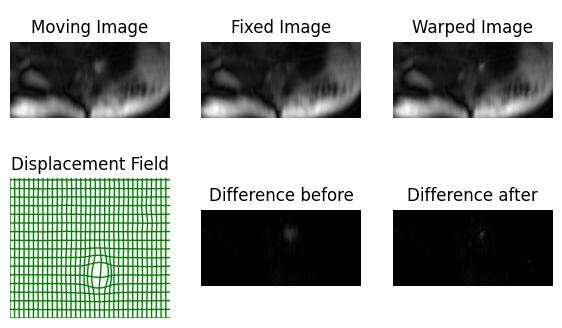 Moving Image
Fixed Image
Warped Image
Displacement Field
Difference before
Difference after